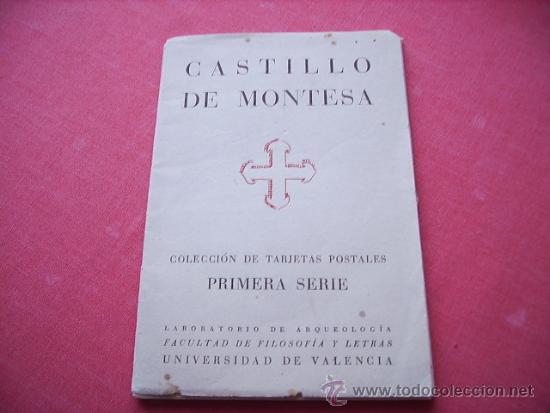 CASTILLO
DE MONTESA
COLECCIÓN DE TARJETAS POSTALES
PRIMERA SERIE
LABORATORIO DE ARQUEOLOGÍA
FACULTAD DE FILOSOFÍA Y LETRAS
UNIVERSIDAD DE VALENCIA
© www.todocoleccion.net